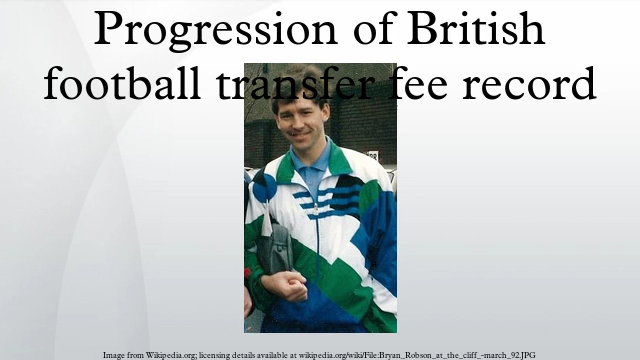 Progression of British
football transfer fee record
Image from Wikipedia.org; licensing details available at wikipedia.org/wiki/File:Bryan_Robson_at_the_cliff_-march_92.JPG